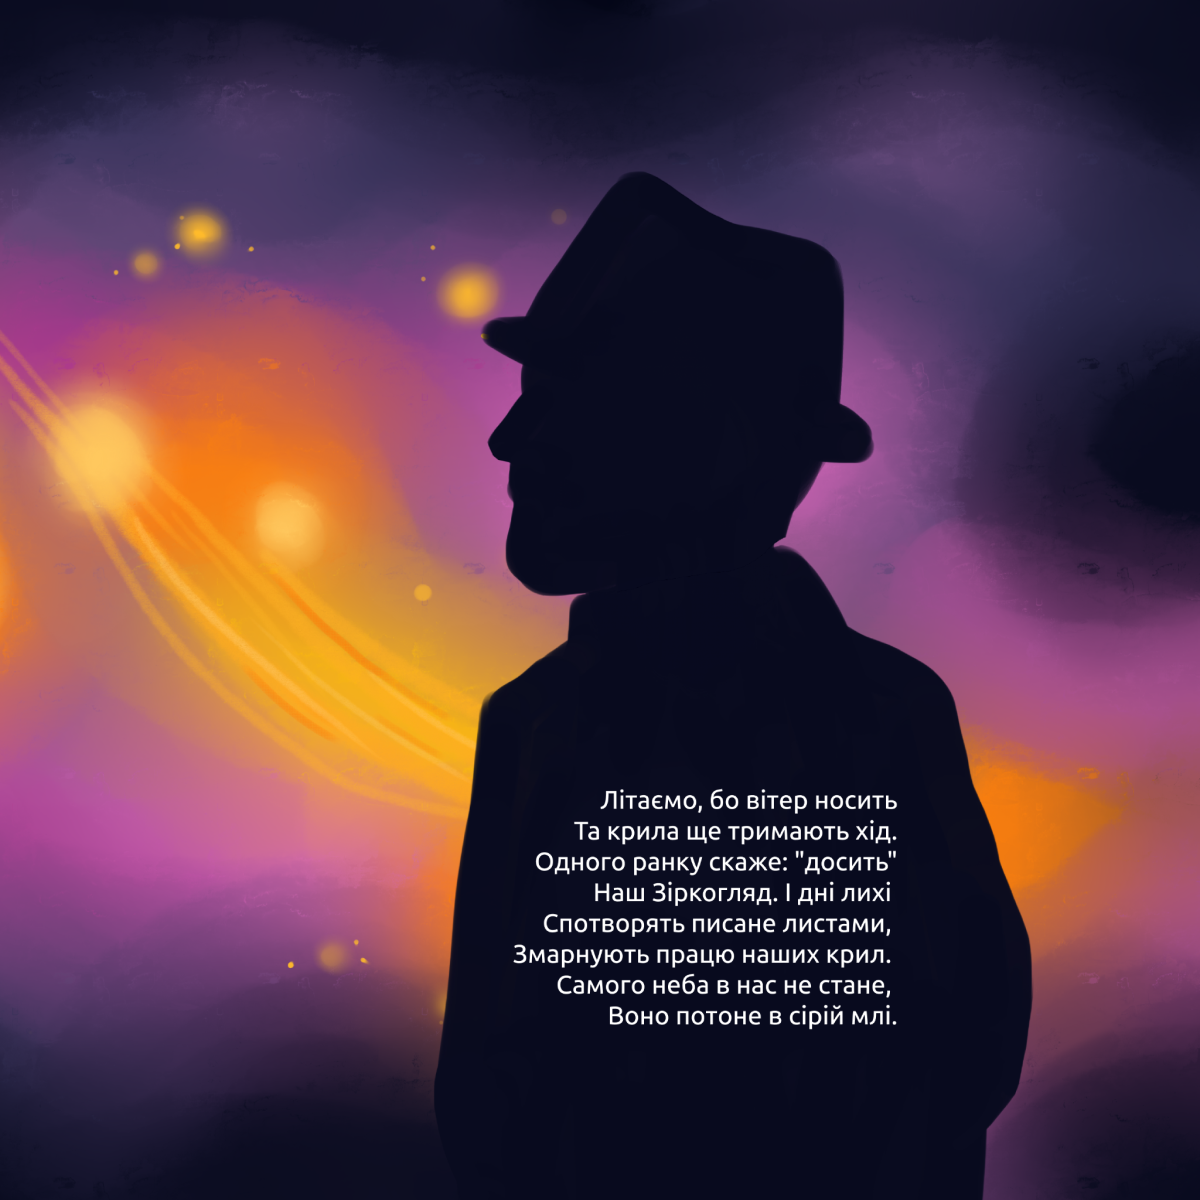 Літаємо, бо вітер носить
Та крила ще тримають хід.
Одного ранку скаже: "досить"
Наш Зіркогляд. І дні лихі
Спотворять писане листами,
Змарнують працю наших крил.
Самого неба в нас не стане,
Воно потоне в сірій млі.